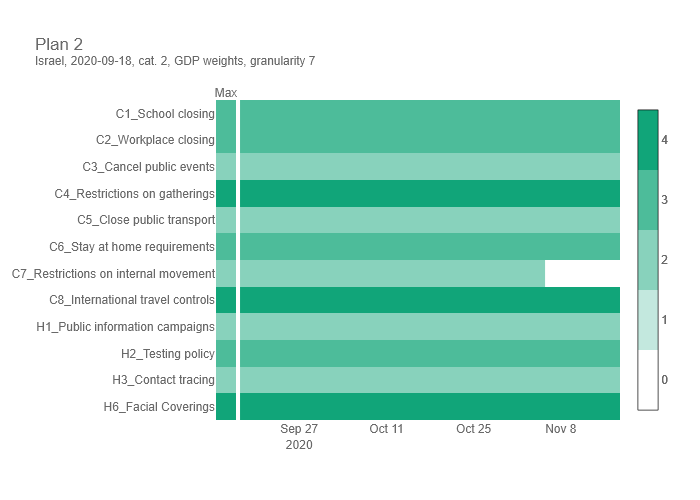 Plan 2
Israel, 2020-09-18, cat. 2, GDP weights, granularity 7
Max
C1_School closing
C2_Workplace closing
C3_Cancel public events
C4_Restrictions on gatherings
C5_Close public transport
C6_Stay at home requirements
C7_Restrictions on internal movement
C8_International travel controls
H1_Public information campaigns
H2_Testing policy
H3_Contact tracing
H6_Facial Coverings
Sep 27
2020
Oct 11
Oct 25
Nov 8
4
3
2
1
0